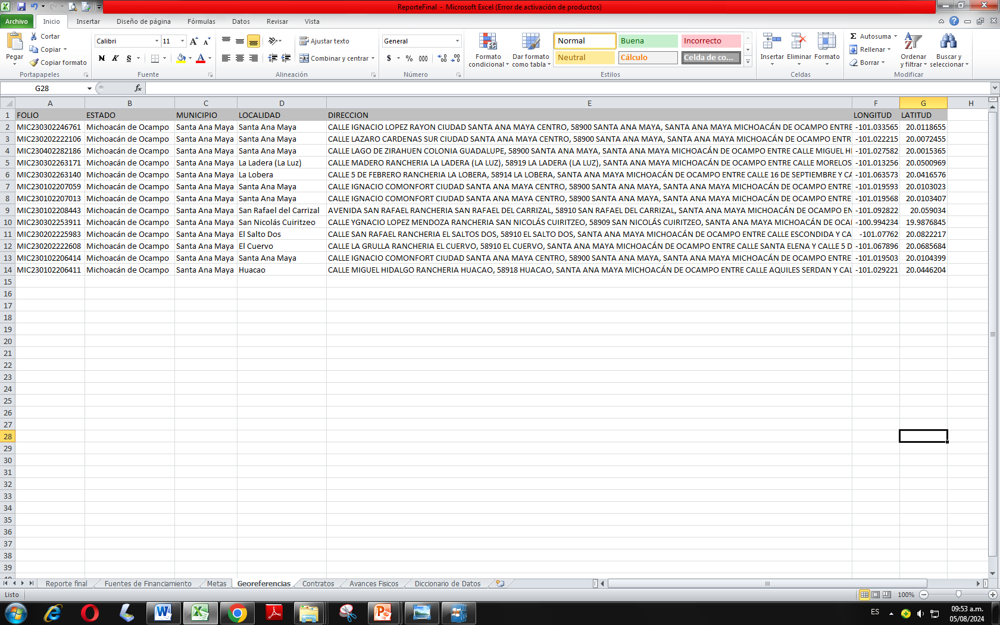 ReporteFinal - Microsoft Excel (Error de activación de productos)
Archivo Inicio Insertar Diseño de página Fórmulas Datos Revisar Vista
Pegar Cortar Copiar Copiar formato Portapapeles
Calibri 11 N K S Fuente
Ajustar texto Combinar y centrar Alineación
General $ % 000 Número
Formato condicional Dar formato como tabla Normal Buena Incorrecto Neutral Cálculo Celda de co... Estilos
Insertar Eliminar Formato Celdas
Σ Autosuma Rellenar Borrar Ordenar y filtrar Buscar y seleccionar Modificar
G28 fx
A B C D E F G H
1 FOLIO ESTADO MUNICIPIO LOCALIDAD DIRECCION LONGITUD LATITUD
2 MIC230302246761 Michoacán de Ocampo Santa Ana Maya Santa Ana Maya CALLE IGNACIO LOPEZ RAYON CIUDAD SANTA ANA MAYA CENTRO, 58900 SANTA ANA MAYA, SANTA ANA MAYA MICHOACÁN DE OCAMPO ENTRE -101.033565 20.0118655
3 MIC230202222106 Michoacán de Ocampo Santa Ana Maya Santa Ana Maya CALLE LAZARO CARDENAS SUR CIUDAD SANTA ANA MAYA CENTRO, 58900 SANTA ANA MAYA, SANTA ANA MAYA MICHOACÁN DE OCAMPO ENTR -101.022215 20.0072455
4 MIC230402282186 Michoacán de Ocampo Santa Ana Maya Santa Ana Maya CALLE LAGO DE ZIRAHUEN COLONIA GUADALUPE, 58900 SANTA ANA MAYA, SANTA ANA MAYA MICHOACÁN DE OCAMPO ENTRE CALLE MIGUEL HI -101.027582 20.0015365
5 MIC230302263171 Michoacán de Ocampo Santa Ana Maya La Ladera (La Luz) CALLE MADERO RANCHERIA LA LADERA (LA LUZ), 58919 LA LADERA (LA LUZ), SANTA ANA MAYA MICHOACÁN DE OCAMPO ENTRE CALLE MORELOS -101.013256 20.0500969
6 MIC230302263140 Michoacán de Ocampo Santa Ana Maya La Lobera CALLE 5 DE FEBRERO RANCHERIA LA LOBERA, 58914 LA LOBERA, SANTA ANA MAYA MICHOACÁN DE OCAMPO ENTRE CALLE 16 DE SEPTIEMBRE Y CA -101.063573 20.0416576
7 MIC230102207059 Michoacán de Ocampo Santa Ana Maya Santa Ana Maya CALLE IGNACIO COMONFORT CIUDAD SANTA ANA MAYA CENTRO, 58900 SANTA ANA MAYA, SANTA ANA MAYA MICHOACÁN DE OCAMPO ENTRE -101.019593 20.0103023
8 MIC230102207013 Michoacán de Ocampo Santa Ana Maya Santa Ana Maya CALLE IGNACIO COMONFORT CIUDAD SANTA ANA MAYA CENTRO, 58900 SANTA ANA MAYA, SANTA ANA MAYA MICHOACÁN DE OCAMPO ENTRE -101.019568 20.0103407
9 MIC230102208443 Michoacán de Ocampo Santa Ana Maya San Rafael del Carrizal AVENIDA SAN RAFAEL RANCHERIA SAN RAFAEL DEL CARRIZAL, 58910 SAN RAFAEL DEL CARRIZAL, SANTA ANA MAYA MICHOACÁN DE OCAMPO EN -101.092822 20.059034
10 MIC230302253911 Michoacán de Ocampo Santa Ana Maya San Nicolás Cuiritzeo CALLE YGNACIO LOPEZ MENDOZA RANCHERIA SAN NICOLÁS CUIRITZEO, 58909 SAN NICOLÁS CUIRITZEO, SANTA ANA MAYA MICHOACÁN DE OCAI -100.994234 19.9876845
11 MIC230202225983 Michoacán de Ocampo Santa Ana Maya El Salto Dos CALLE SAN RAFAEL RANCHERIA EL SALTOS DOS, 58910 EL SALTO DOS, SANTA ANA MAYA MICHOACÁN DE OCAMPO ENTRE CALLE ESCONDIDA Y CA -101.07762 20.0822217
12 MIC230202222608 Michoacán de Ocampo Santa Ana Maya El Cuervo CALLE LA GRULLA RANCHERIA EL CUERVO, 58910 EL CUERVO, SANTA ANA MAYA MICHOACÁN DE OCAMPO ENTRE CALLE SANTA ELENA Y CALLE 5 D -101.067896 20.0685684
13 MIC230102206414 Michoacán de Ocampo Santa Ana Maya Santa Ana Maya CALLE IGNACIO COMONFORT CIUDAD SANTA ANA MAYA CENTRO, 58900 SANTA ANA MAYA, SANTA ANA MAYA MICHOACÁN DE OCAMPO ENTRE -101.019503 20.0104399
14 MIC230102206411 Michoacán de Ocampo Santa Ana Maya Huacao CALLE MIGUEL HIDALGO RANCHERIA HUACAO, 58918 HUACAO, SANTA ANA MAYA MICHOACÁN DE OCAMPO ENTRE CALLE AQUILES SERDAN Y CAL -101.029221 20.0446204
15
16
17
18
19
20
21
22
23
24
25
26
27
28
29
30
31
32
33
34
35
36
37
38
39
Reporte final Fuentes de Financiamiento Metas Georeferencias Contratos Avances Fisicos Diccionario de Datos
Listo 100%
ES 09:53 a.m.
05/08/2024